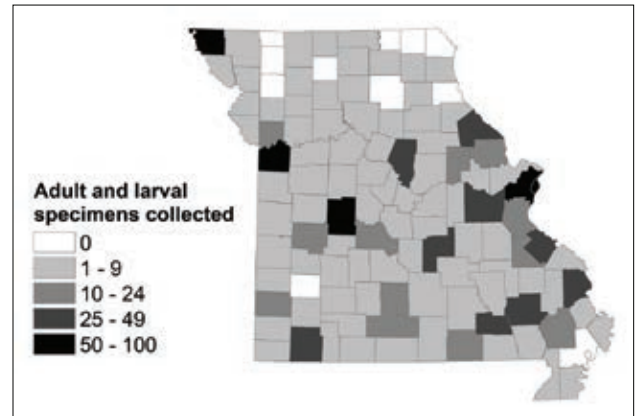 Adult and larval
specimens collected
0
1 - 9
10 - 24
25 - 49
50 - 100